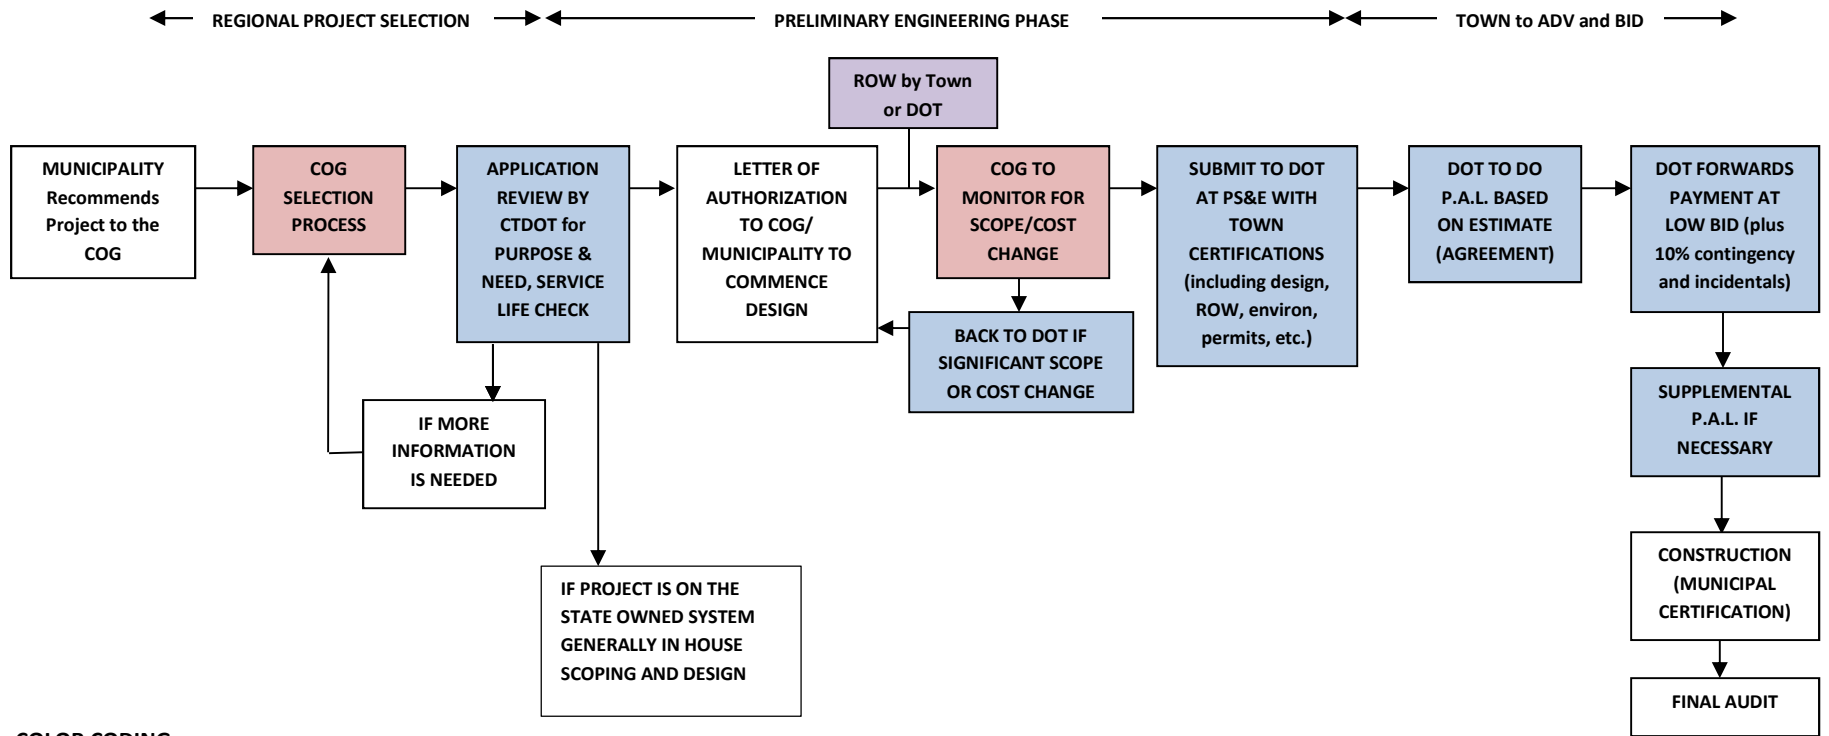 REGIONAL PROJECT SELECTION
PRELIMINARY ENGINEERING PHASE
TOWN to ADV and BID
ROW by Town
or DOT
MUNICIPALITY
Recommends
Project to the
COG
COG
SELECTION
PROCESS
APPLICATION
REVIEW BY
CTDOT for
PURPOSE &
NEED, SERVICE
LIFE CHECK
LETTER OF
AUTHORIZATION
TO COG/
MUNICIPALITY TO
COMMENCE
DESIGN
COG TO
MONITOR FOR
SCOPE/COST
CHANGE
SUBMIT TO DOT
AT PS&E WITH
TOWN
CERTIFICATIONS
(including design,
ROW, environ,
permits, etc.)
DOT TO DO
P.A.L. BASED
ON ESTIMATE
(AGREEMENT)
DOT FORWARDS
PAYMENT AT
LOW BID (plus
10% contingency
and incidentals)
BACK TO DOT IF
SIGNIFICANT SCOPE
OR COST CHANGE
IF MORE
INFORMATION
IS NEEDED
SUPPLEMENTAL
P.A.L. IF
NECESSARY
IF PROJECT IS ON THE
STATE OWNED SYSTEM
GENERALLY IN HOUSE
SCOPING AND DESIGN
CONSTRUCTION
(MUNICIPAL
CERTIFICATION)
FINAL AUDIT
COLOR CODING